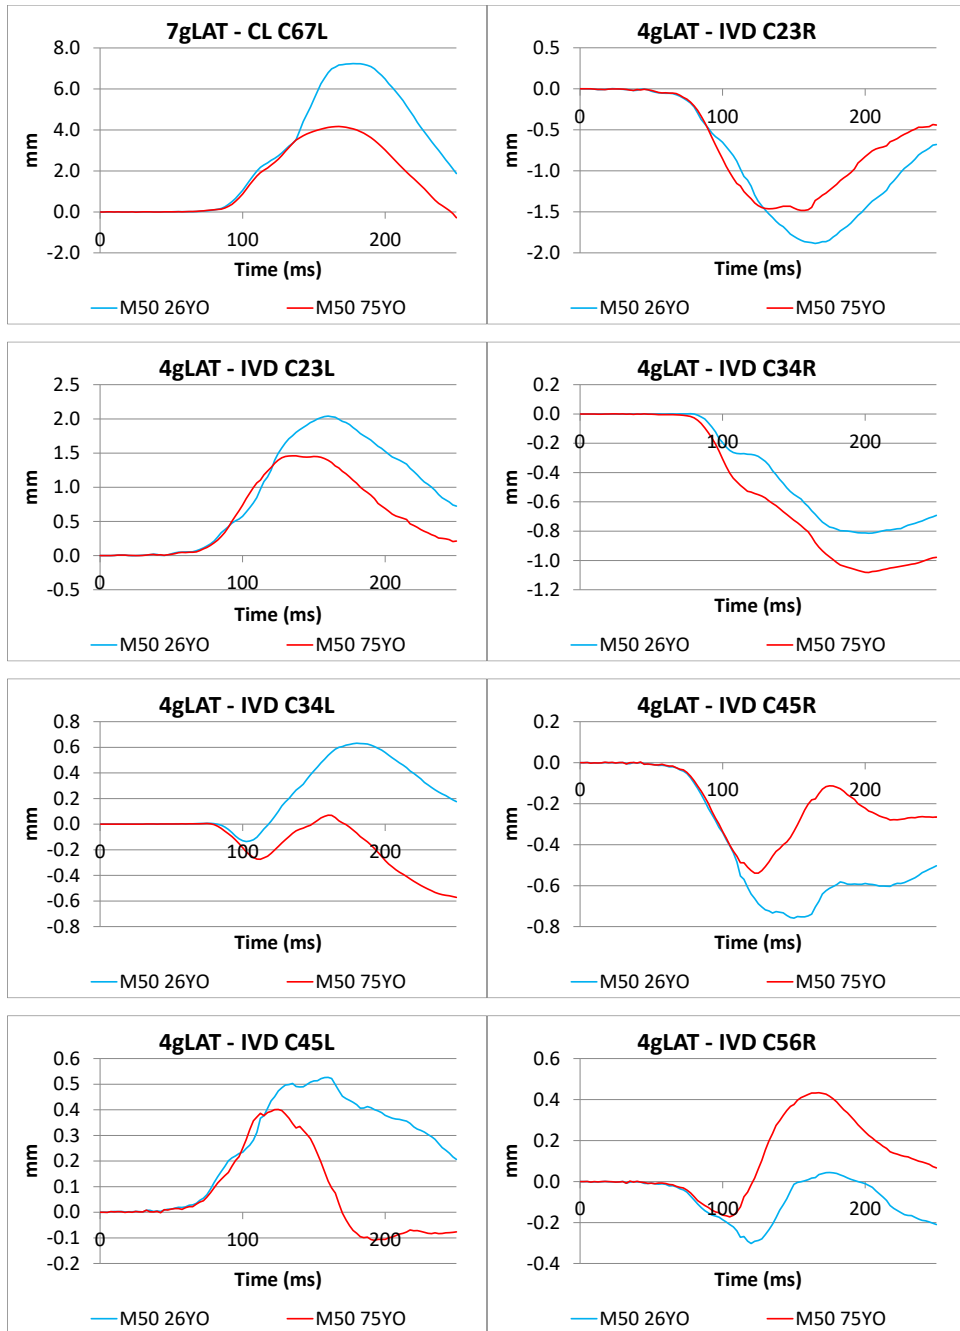 7gLAT - CL C67L
8.0
6.0
4.0
2.0
0.0
-2.0
mm
0 100 200
Time (ms)
M50 26YO M50 75YO
4gLAT - IVD C23R
0.5
0.0
-0.5
-1.0
-1.5
-2.0
mm
0 100 200
Time (ms)
M50 26YO M50 75YO
4gLAT - IVD C23L
2.5
2.0
1.5
1.0
0.5
0.0
-0.5
mm
0 100 200
Time (ms)
M50 26YO M50 75YO
4gLAT - IVD C34R
0.2
0.0
-0.2
-0.4
-0.6
-0.8
-1.0
-1.2
mm
0 100 200
Time (ms)
M50 26YO M50 75YO
4gLAT - IVD C34L
0.8
0.6
0.4
0.2
0.0
-0.2
-0.4
-0.6
-0.8
mm
0 100 200
Time (ms)
M50 26YO M50 75YO
4gLAT - IVD C45R
0.2
0.0
-0.2
-0.4
-0.6
-0.8
mm
0 100 200
Time (ms)
M50 26YO M50 75YO
4gLAT - IVD C45L
0.6
0.5
0.4
0.3
0.2
0.1
0.0
-0.1
-0.2
mm
0 100 200
Time (ms)
M50 26YO M50 75YO
4gLAT - IVD C56R
0.6
0.4
0.2
0.0
-0.2
-0.4
mm
0 100 200
Time (ms)
M50 26YO M50 75YO